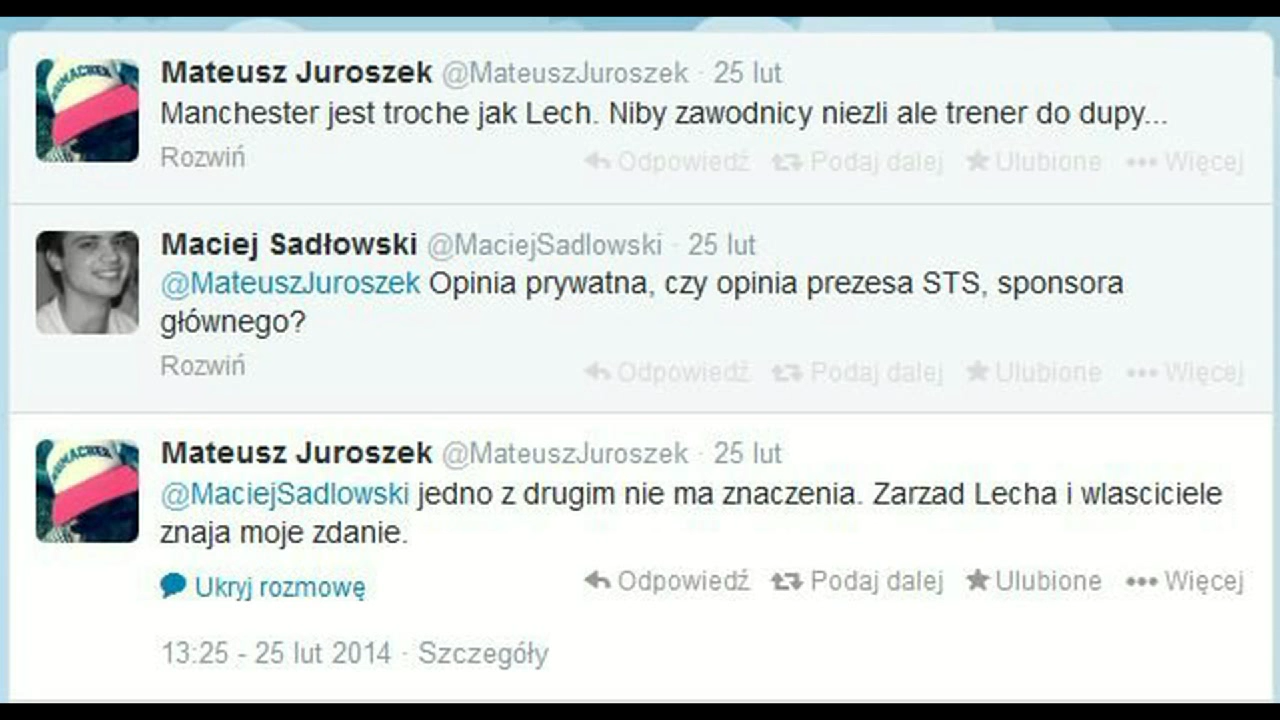 Mateusz Juroszek @MateuszJuroszek · 25 lut
Manchester jest troche jak Lech. Niby zawodnicy niezli ale trener do dupy...
Rozwiń Odpowiedź Podaj dalej Ulubione Więcej
Maciej Sadłowski @MaciejSadlowski · 25 lut
@MateuszJuroszek Opinia prywatna, czy opinia prezesa STS, sponsora
głównego?
Rozwiń Odpowiedź Podaj dalej Ulubione Więcej
Mateusz Juroszek @MateuszJuroszek · 25 lut
@MaciejSadlowski jedno z drugim nie ma znaczenia. Zarzad Lecha i wlasciciele
znaja moje zdanie.
Ukryj rozmowę Odpowiedź Podaj dalej Ulubione Więcej
13:25 - 25 lut 2014 · Szczegóły